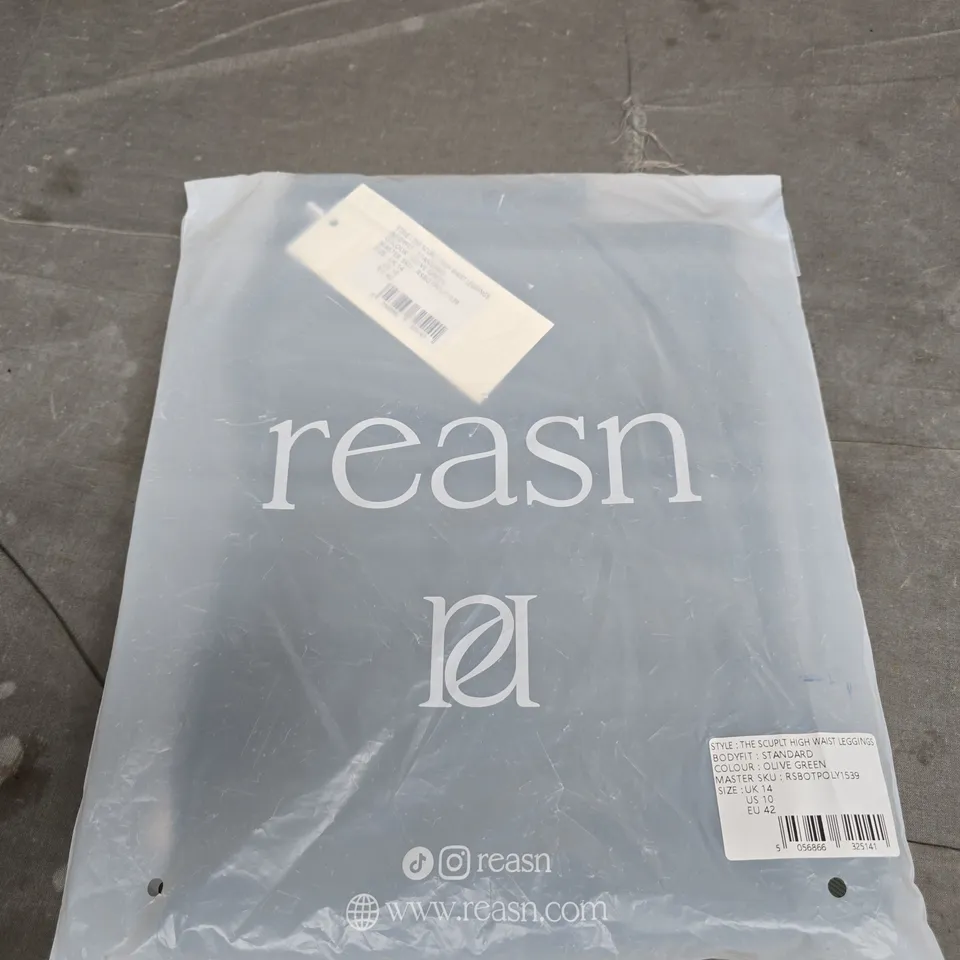 reasn
STYLE : THE SCUPLT HIGH WAIST LEGGINGS
BODYFIT : STANDARD
COLOUR : OLIVE GREEN
MASTER SKU : RSBOTPOLY1539
SIZE : UK 14
US 10
EU 42
5 056866 325141
reasn
www.reasn.com